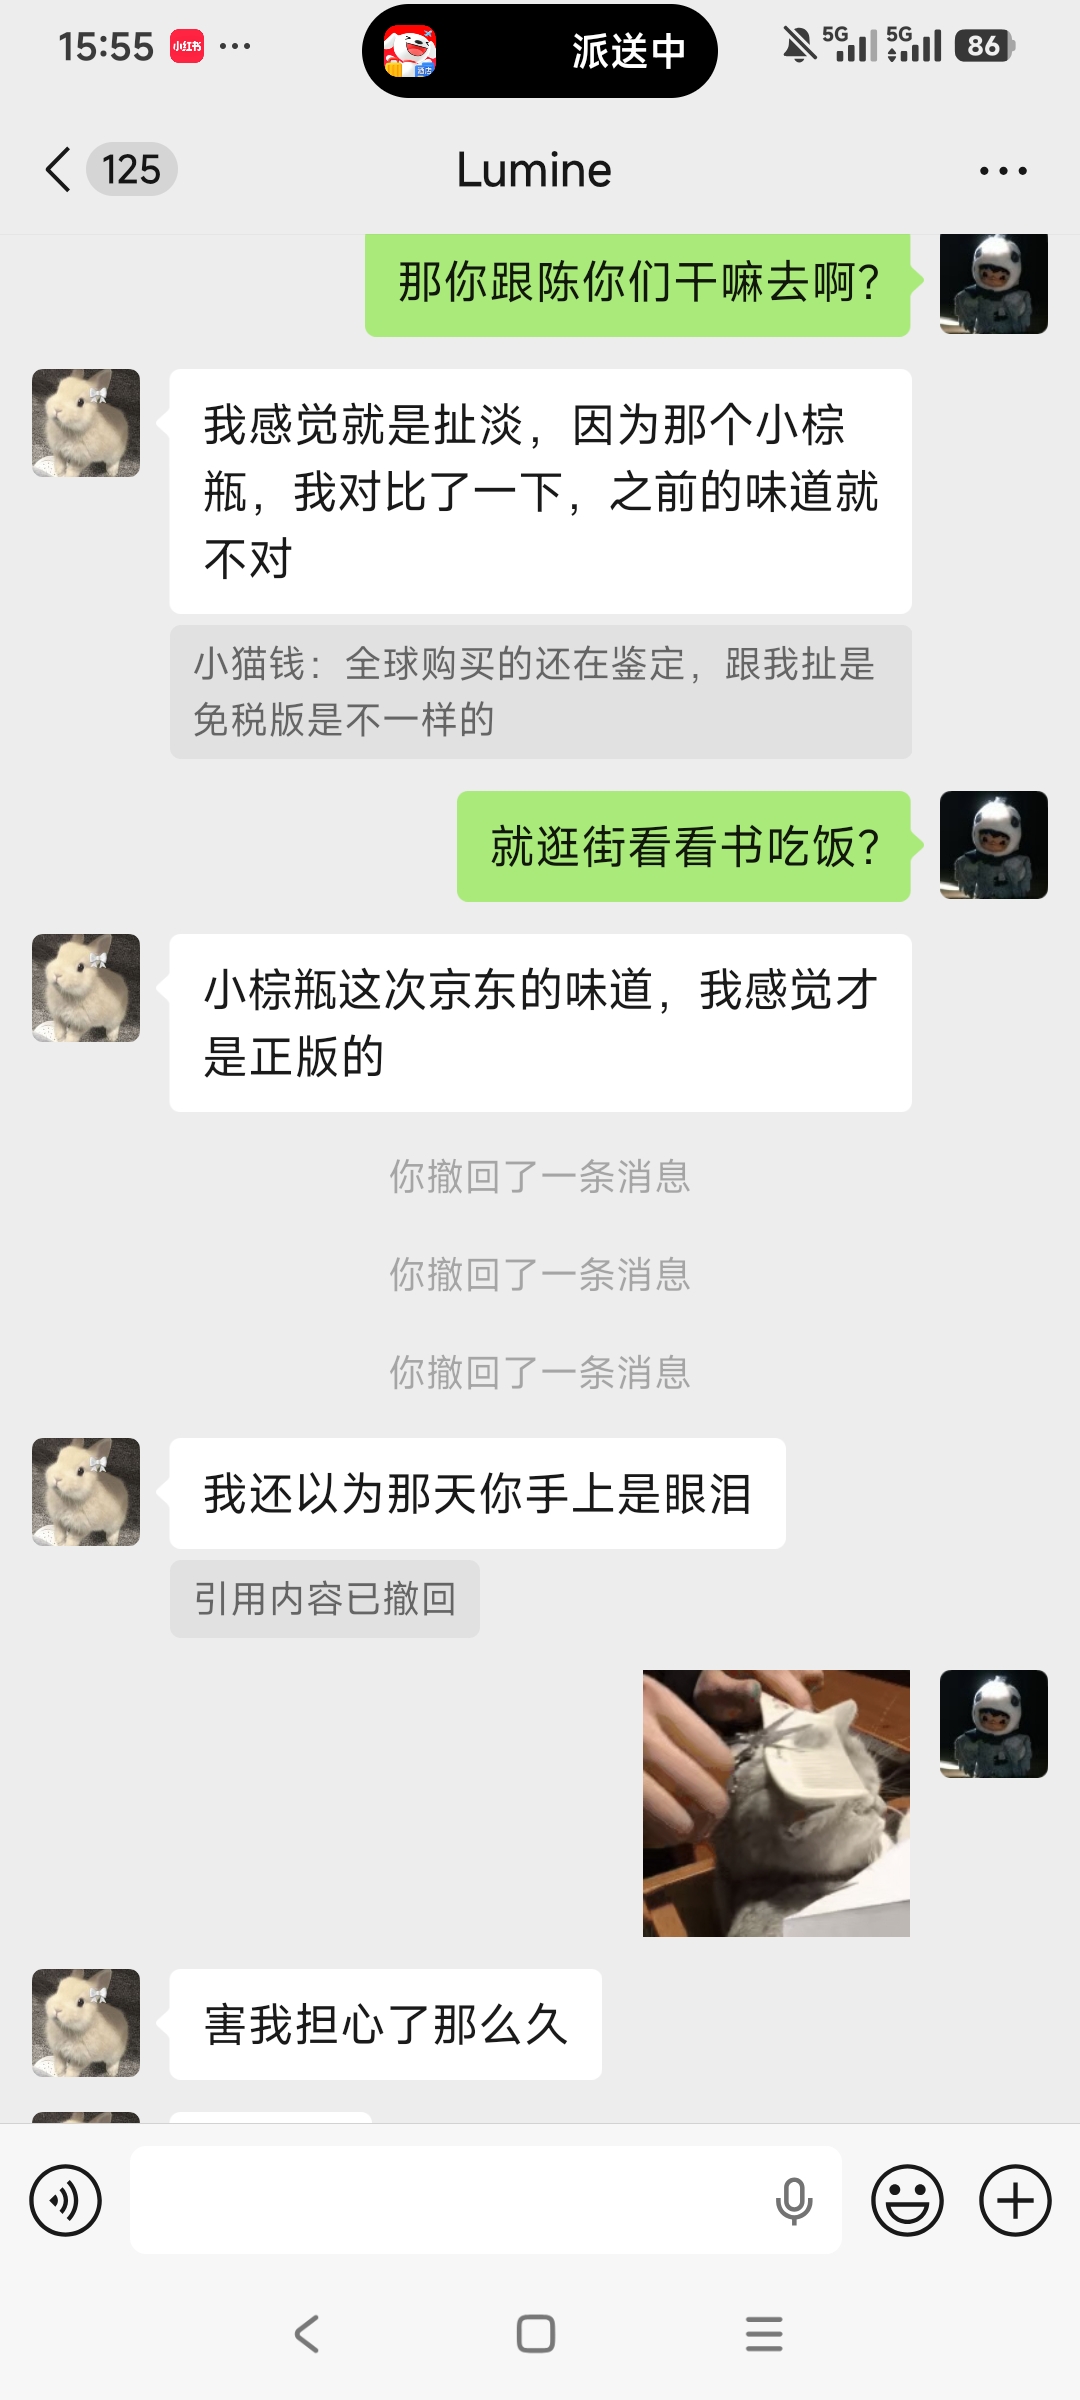 15:55 小红书 ... 派送中 5G 5G 86
125 Lumine
那你跟陈你们干嘛去啊?
我感觉就是扯淡，因为那个小棕
瓶，我对比了一下，之前的味道就
不对
小猫钱：全球购买的还在鉴定，跟我扯是
免税版是不一样的
就逛街看看书吃饭?
小棕瓶这次京东的味道，我感觉才
是正版的
你撤回了一条消息
你撤回了一条消息
你撤回了一条消息
我还以为那天你手上是眼泪
引用内容已撤回
害我担心了那么久